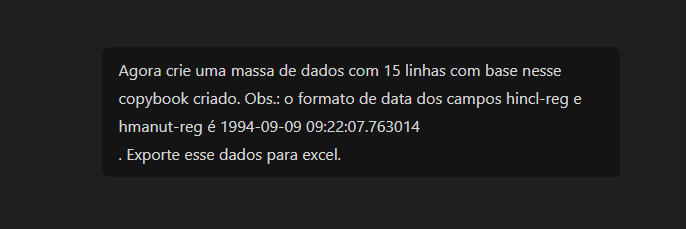 Agora crie uma massa de dados com 15 linhas com base nesse
copybook criado. Obs.: o formato de data dos campos hincl-reg e
hmanut-reg é 1994-09-09 09:22:07.763014
. Exporte esse dados para excel.